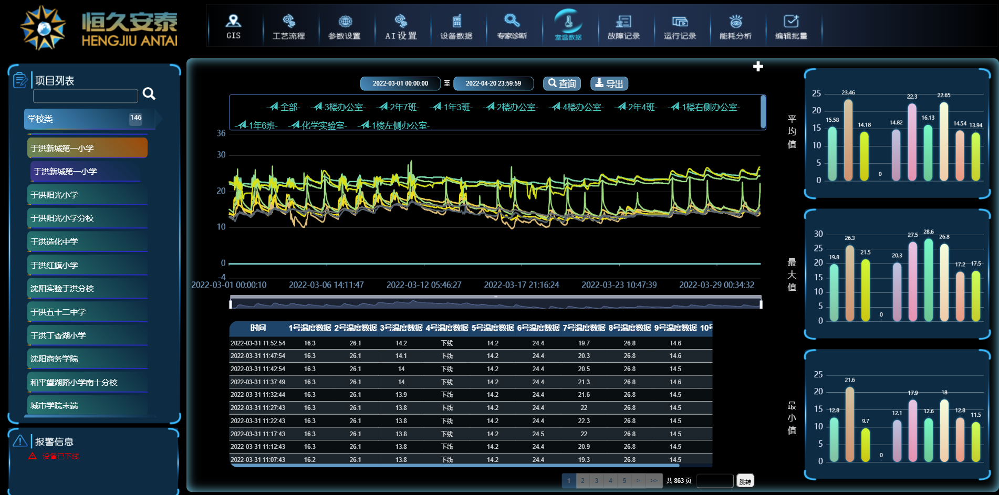 恒久安泰
HENGJIU ANTAI
GIS
工艺流程
参数设置
AI设置
设备数据
专家诊断
室温数据
故障记录
运行记录
能耗分析
编辑批量
项目列表
学校类 146
于洪新城第一小学
于洪新城第一小学
于洪阳光小学
于洪阳光小学分校
于洪造化中学
于洪红旗小学
沈阳实验于洪分校
于洪五十二中学
于洪丁香湖小学
沈阳商务学院
和平望湖路小学南十分校
城市学院末端
报警信息
设备已下线
2022-03-01 00:00:00 至 2022-04-20 23:59:59 查询 导出
-全部- -3楼办公室- -2年7班- -1年3班- -2楼办公室- -4楼办公室- -2年4班- -1楼右侧办公室-
-1年6班- -化学实验室- -1楼左侧办公室-
36
30
20
10
0
-4
2022-03-01 00:00:10 2022-03-06 14:11:47 2022-03-12 05:46:27 2022-03-17 21:16:24 2022-03-23 10:47:39 2022-03-29 00:34:32
时间 1号温度数据 2号温度数据 3号温度数据 4号温度数据 5号温度数据 6号温度数据 7号温度数据 8号温度数据 9号温度数据 10号
2022-03-31 11:52:54 16.3 26.1 14.2 下线 14.2 24.4 19.7 26.8 14.6
2022-03-31 11:47:54 16.3 26.1 14.1 下线 14.2 24.4 20.3 26.8 14.6
2022-03-31 11:42:54 16.3 26.1 14 下线 14.2 24.4 20.5 26.8 14.5
2022-03-31 11:37:49 16.3 26.1 14 下线 14.2 24.4 21.3 26.8 14.6
2022-03-31 11:32:44 16.3 26.1 13.9 下线 14.2 24.4 21.6 26.8 14.5
2022-03-31 11:27:43 16.3 26.1 13.8 下线 14.2 24.4 22 26.8 14.5
2022-03-31 11:22:43 16.3 26.1 13.8 下线 14.2 24.4 22.3 26.8 14.5
2022-03-31 11:17:43 16.3 26.1 13.8 下线 14.2 24.5 22 26.8 14.5
2022-03-31 11:12:43 16.3 26.1 13.8 下线 14.2 24.4 20.9 26.8 14.5
2022-03-31 11:07:43 16.2 26.1 13.8 下线 14.2 24.4 19.3 26.8 14.5
1 2 3 4 5 > >> 共 863 页 跳转
平均值
25
20
15
10
5
0
15.58 23.46 14.18 0 14.82 22.3 16.13 22.65 14.54 13.94
最大值
30
25
20
15
10
5
0
19.8 26.3 21.5 0 20.3 27.5 28.6 26.8 17.2 17.5
最小值
25
20
15
10
5
0
12.8 21.6 9.7 0 12.1 17.9 12.6 18 12.8 11.5